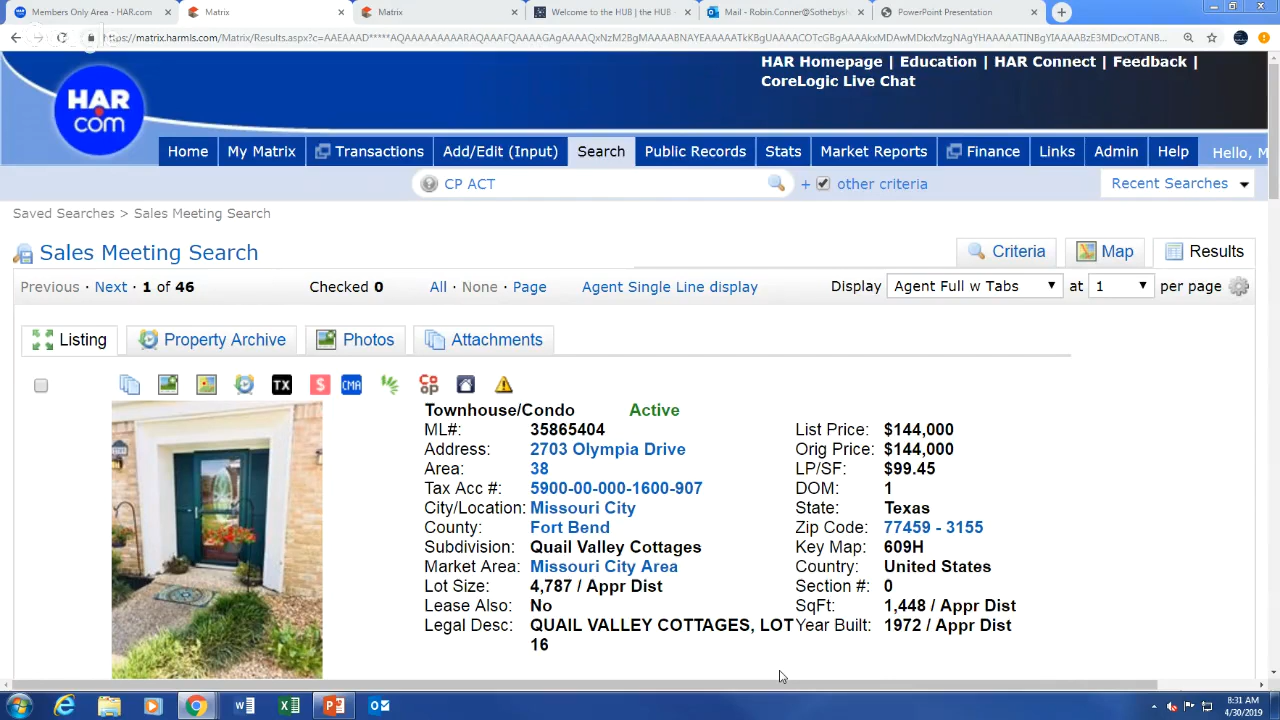 Members Only Area - HAR.com
Matrix
Matrix
Welcome to the HUB | the HUB -
Mail - Robin.Conner@Sothebysh
PowerPoint Presentation
HAR Homepage | Education | HAR Connect | Feedback |
CoreLogic Live Chat
HAR
com
Home
My Matrix
Transactions
Add/Edit (Input)
Search
Public Records
Stats
Market Reports
Finance
Links
Admin
Help
Hello, M
CP ACT
+ other criteria
Recent Searches
Saved Searches > Sales Meeting Search
Sales Meeting Search
Criteria
Map
Results
Previous · Next · 1 of 46
Checked 0
All · None · Page
Agent Single Line display
Display Agent Full w Tabs at 1 per page
Listing
Property Archive
Photos
Attachments
TX
$
CMA
CO
OP
Townhouse/Condo Active
ML#: 35865404 List Price: $144,000
Address: 2703 Olympia Drive Orig Price: $144,000
Area: 38 LP/SF: $99.45
Tax Acc #: 5900-00-000-1600-907 DOM: 1
City/Location: Missouri City State: Texas
County: Fort Bend Zip Code: 77459 - 3155
Subdivision: Quail Valley Cottages Key Map: 609H
Market Area: Missouri City Area Country: United States
Lot Size: 4,787 / Appr Dist Section #: 0
Lease Also: No SqFt: 1,448 / Appr Dist
Legal Desc: QUAIL VALLEY COTTAGES, LOT Year Built: 1972 / Appr Dist
16
8:31 AM
4/30/2019